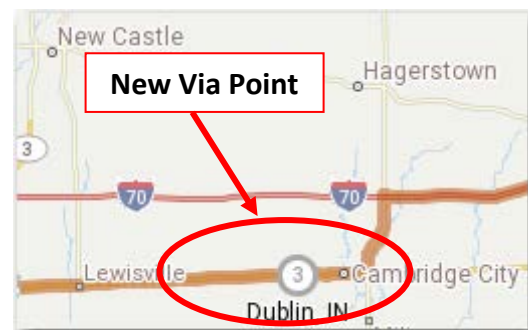 New Castle
New Via Point
Hagerstown
3
70
70
Lewisville
3
Cambridge City
Dublin, IN